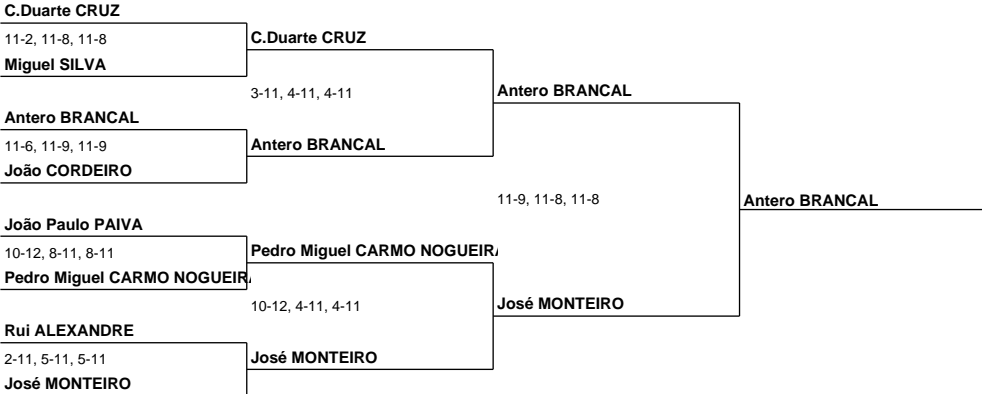 C.Duarte CRUZ
11-2, 11-8, 11-8
C.Duarte CRUZ
Miguel SILVA
3-11, 4-11, 4-11
Antero BRANCAL
Antero BRANCAL
11-6, 11-9, 11-9
Antero BRANCAL
João CORDEIRO
11-9, 11-8, 11-8
Antero BRANCAL
João Paulo PAIVA
10-12, 8-11, 8-11
Pedro Miguel CARMO NOGUEIRA
Pedro Miguel CARMO NOGUEIRA
10-12, 4-11, 4-11
José MONTEIRO
Rui ALEXANDRE
2-11, 5-11, 5-11
José MONTEIRO
José MONTEIRO